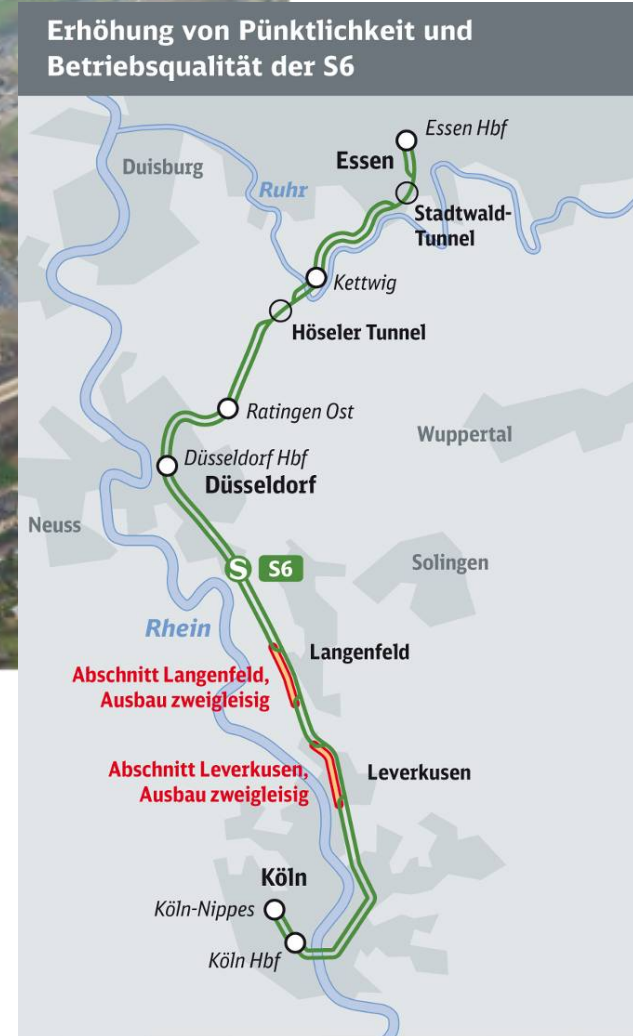 Erhöhung von Pünktlichkeit und
Betriebsqualität der S6
Essen Hbf
Duisburg
Essen
Ruhr
Stadtwald-
Tunnel
Kettwig
Höseler Tunnel
Ratingen Ost
Wuppertal
Düsseldorf Hbf
Düsseldorf
Neuss
Solingen
S S6
Rhein
Langenfeld
Abschnitt Langenfeld,
Ausbau zweigleisig
Abschnitt Leverkusen,
Ausbau zweigleisig
Leverkusen
Köln
Köln-Nippes
Köln Hbf